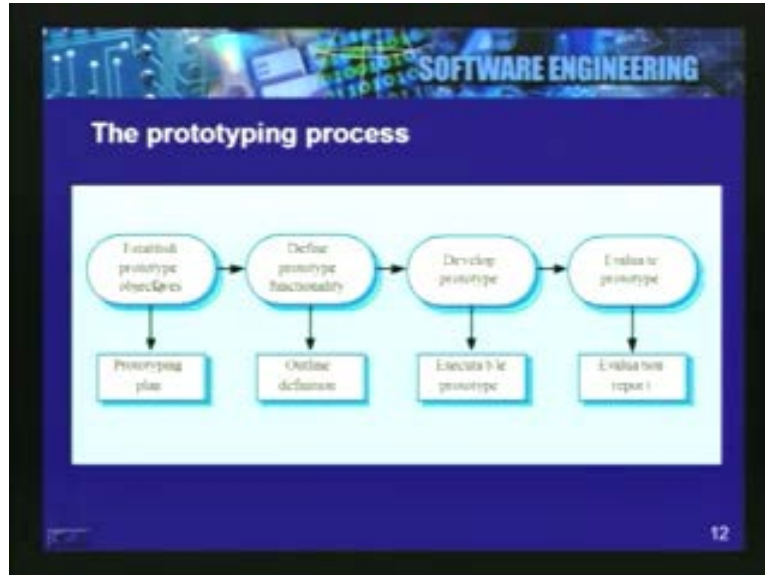 SOFTWARE ENGINEERING
The prototyping process
Establish
prototype
objectives
Define
prototype
functionality
Develop
prototype
Evaluate
prototype
Prototyping
plan
Outline
definition
Executable
prototype
Evaluation
report
12